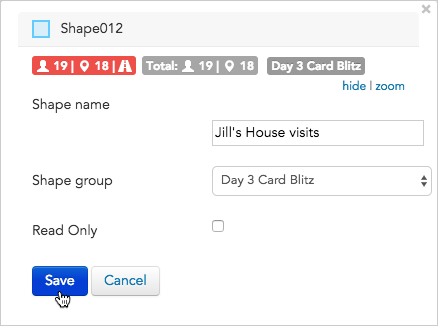 ×
Shape012
19 | 18 | Total: 19 | 18 Day 3 Card Blitz
hide | zoom
Shape name
Jill's House visits
Shape group Day 3 Card Blitz
Read Only
Save Cancel